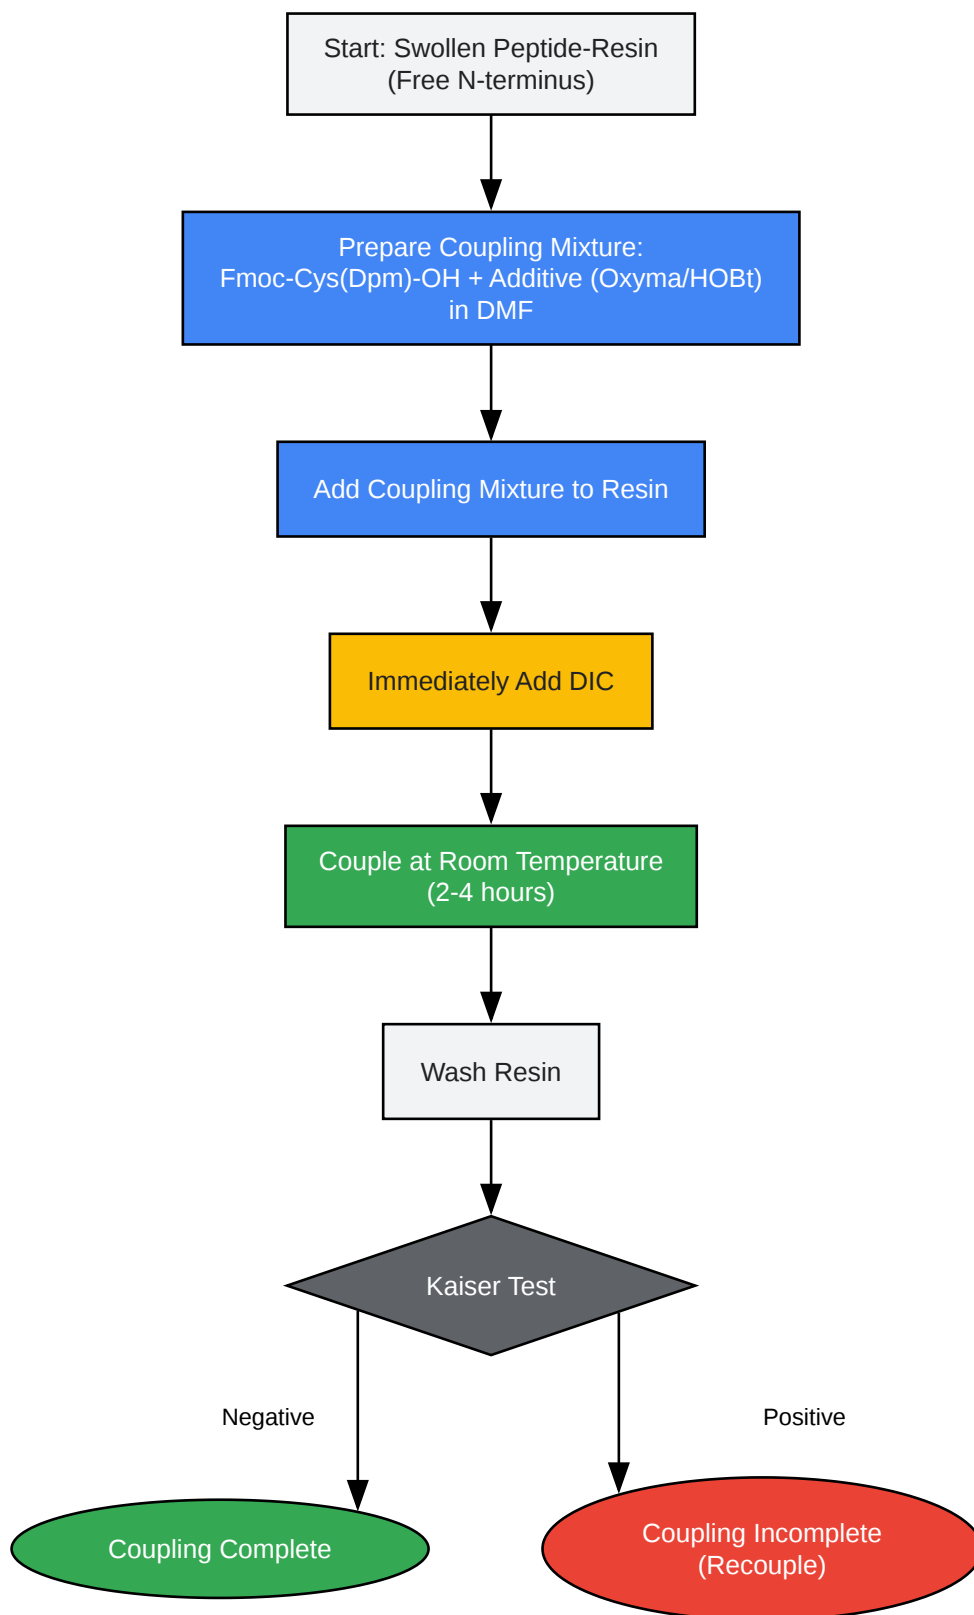 Start: Swollen Peptide-Resin
(Free N-terminus)
Prepare Coupling Mixture:
Fmoc-Cys(Dpm)-OH + Additive (Oxyma/HOBt)
in DMF
Add Coupling Mixture to Resin
Immediately Add DIC
Couple at Room Temperature
(2-4 hours)
Wash Resin
Kaiser Test
Negative
Positive
Coupling Complete
Coupling Incomplete
(Recouple)